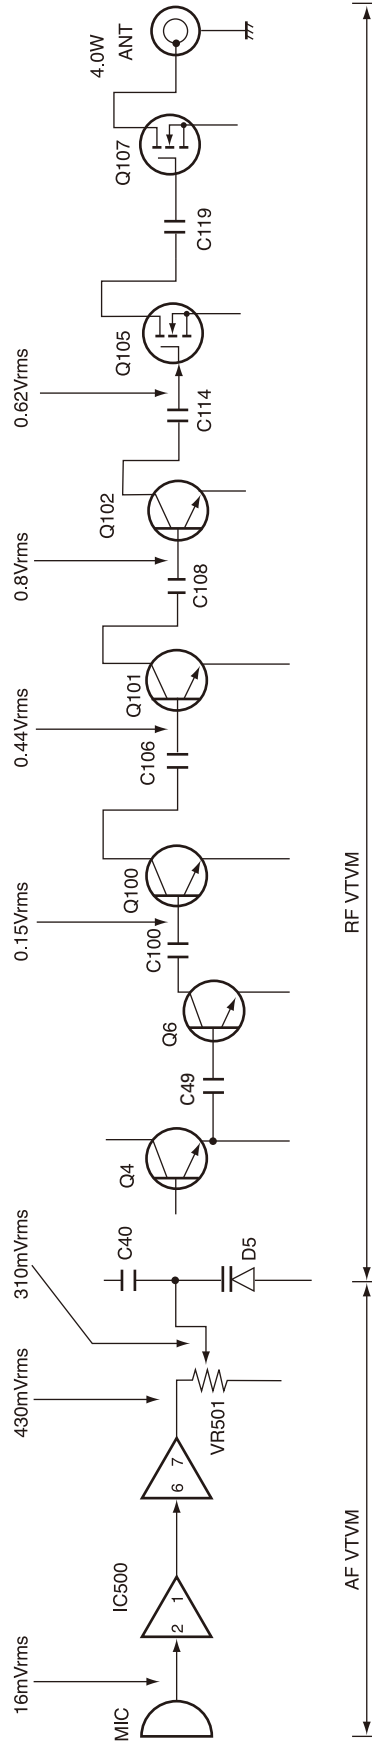 16mVrms
430mVrms
310mVrms
0.15Vrms
0.44Vrms
0.8Vrms
0.62Vrms
4.0W
ANT
MIC
IC500
2 1
6 7
VR501
C40
D5
Q4
C49
Q6
C100
Q100
C106
Q101
C108
Q102
C114
Q105
C119
Q107
AF VTVM
RF VTVM